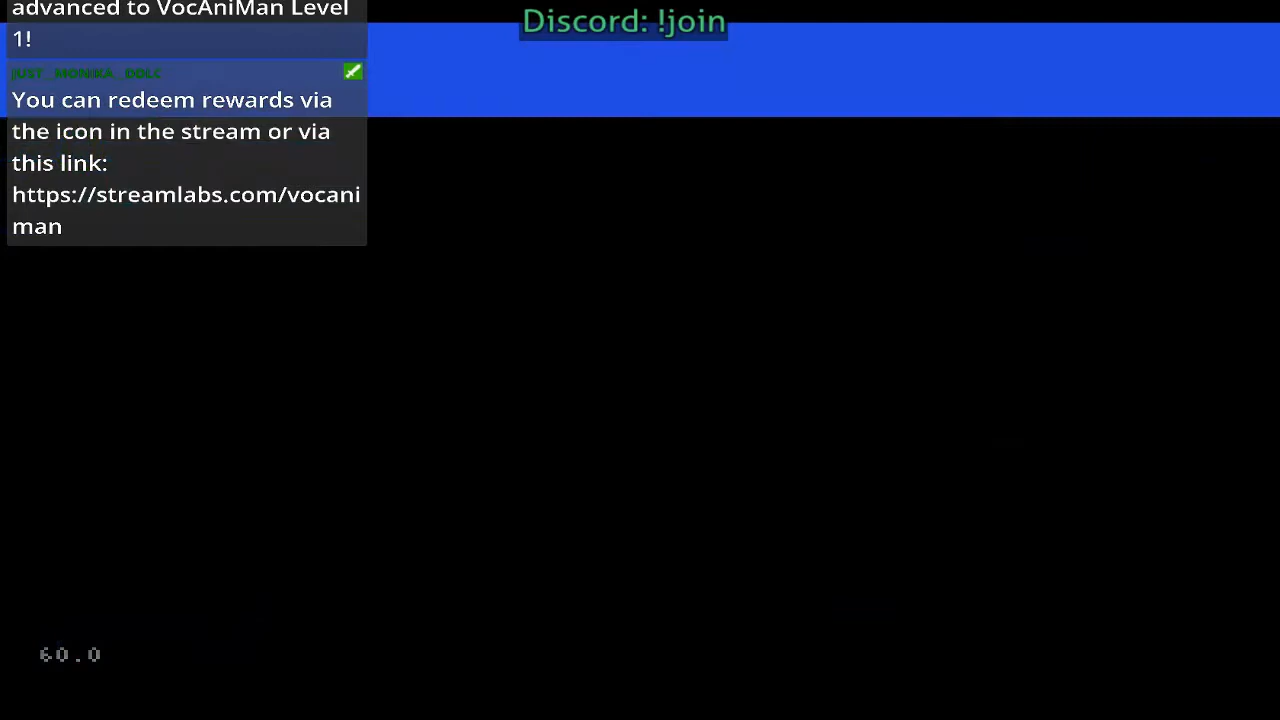 advanced to VocAniMan Level
1!
Discord: !join
JUST_MONIKA_DDLC
You can redeem rewards via
the icon in the stream or via
this link:
https://streamlabs.com/vocani
man
60.0